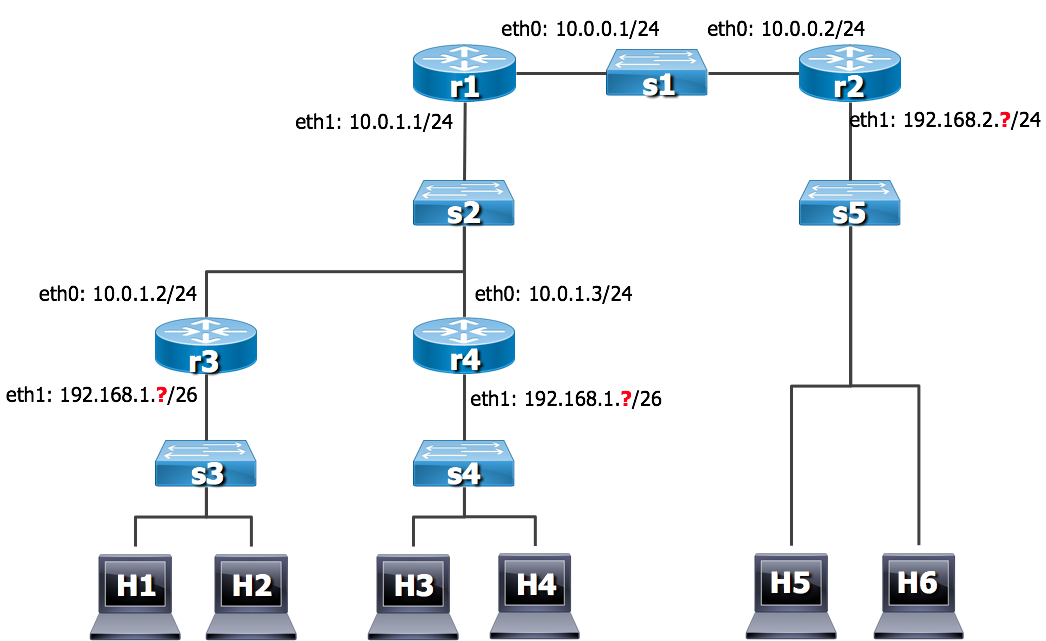 eth0: 10.0.0.1/24
eth0: 10.0.0.2/24
r1
s1
r2
eth1: 10.0.1.1/24
eth1: 192.168.2.?/24
s2
s5
eth0: 10.0.1.2/24
eth0: 10.0.1.3/24
r3
r4
eth1: 192.168.1.?/26
eth1: 192.168.1.?/26
s3
s4
H1
H2
H3
H4
H5
H6